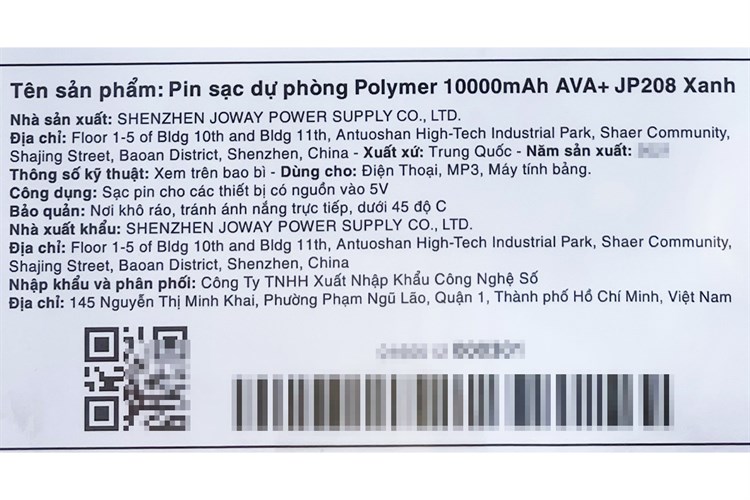 Tên sản phẩm: Pin sạc dự phòng Polymer 10000mAh AVA+ JP208 Xanh
Nhà sản xuất: SHENZHEN JOWAY POWER SUPPLY CO., LTD.
Địa chỉ: Floor 1-5 of Bldg 10th and Bldg 11th, Antuoshan High-Tech Industrial Park, Shaer Community,
Shajing Street, Baoan District, Shenzhen, China - Xuất xứ: Trung Quốc - Năm sản xuất:
Thông số kỹ thuật: Xem trên bao bì - Dùng cho: Điện Thoại, MP3, Máy tính bảng.
Công dụng: Sạc pin cho các thiết bị có nguồn vào 5V
Bảo quản: Nơi khô ráo, tránh ánh nắng trực tiếp, dưới 45 độ C
Nhà xuất khẩu: SHENZHEN JOWAY POWER SUPPLY CO., LTD.
Địa chỉ: Floor 1-5 of Bldg 10th and Bldg 11th, Antuoshan High-Tech Industrial Park, Shaer Community,
Shajing Street, Baoan District, Shenzhen, China
Nhập khẩu và phân phối: Công Ty TNHH Xuất Nhập Khẩu Công Nghệ Số
Địa chỉ: 145 Nguyễn Thị Minh Khai, Phường Phạm Ngũ Lão, Quận 1, Thành phố Hồ Chí Minh, Việt Nam